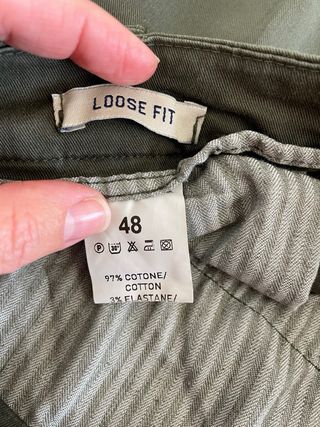 LOOSE FIT
48
97% COTONE/
COTTON
3% ELASTANE/